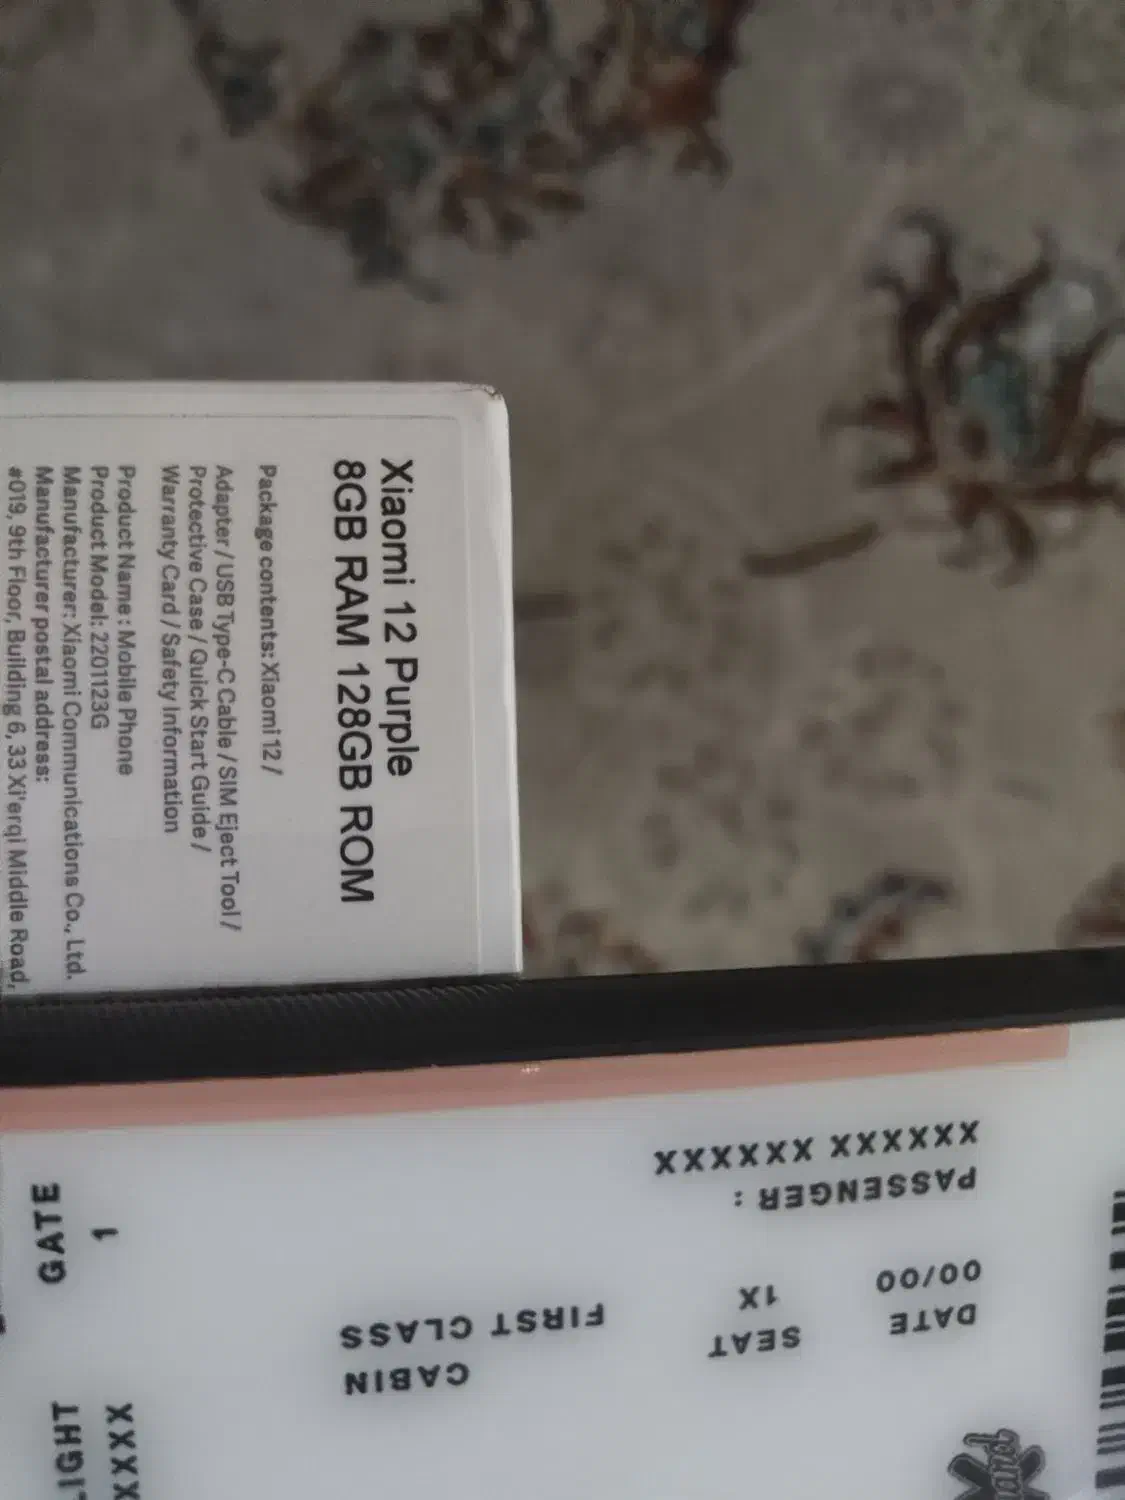 Xiaomi 12 Purple
8GB RAM 128GB ROM
Package contents: Xiaomi 12 /
Adapter / USB Type-C Cable / SIM Eject Tool /
Protective Case / Quick Start Guide /
Warranty Card / Safety Information
Product Name : Mobile Phone
Product Model: 2201123G
Manufacturer: Xiaomi Communications Co., Ltd.
Manufacturer postal address:
#019, 9th Floor, Building 6, 33 Xi'erqi Middle Road,
DATE
00/00
SEAT
1X
CABIN
FIRST CLASS
PASSENGER :
XXXXXX XXXXXX
GATE
1
LIGHT
XXXX